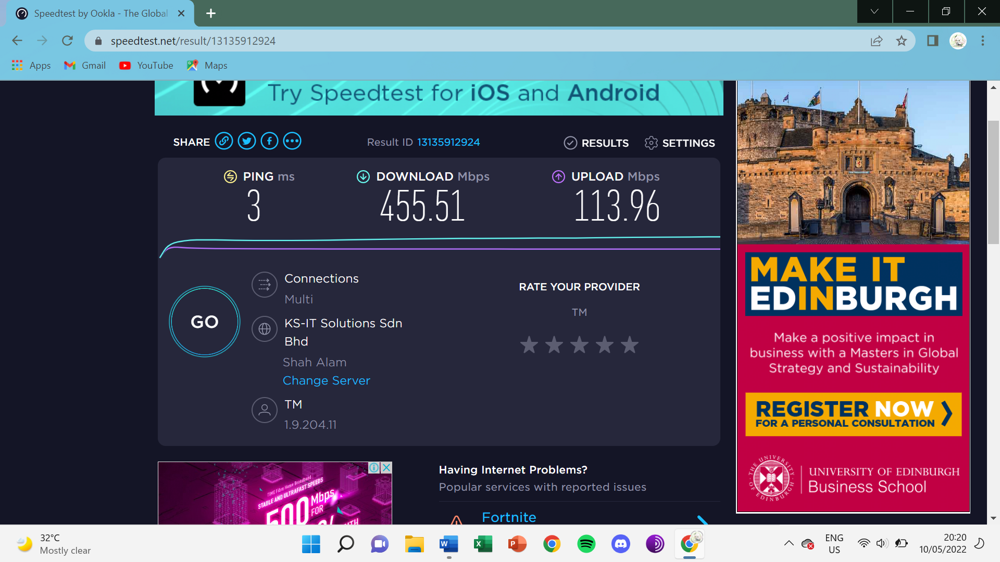 Speedtest by Ookla - The Global
speedtest.net/result/13135912924
Apps
Gmail
YouTube
Maps
Try Speedtest for iOS and Android
SHARE
Result ID 13135912924
RESULTS
SETTINGS
PING ms
3
DOWNLOAD Mbps
455.51
UPLOAD Mbps
113.96
GO
Connections
Multi
KS-IT Solutions Sdn
Bhd
Shah Alam
Change Server
TM
1.9.204.11
RATE YOUR PROVIDER
TM
TIME Fibre Home Broadband
STABLE AND ULTRAFAST SPEEDS
500 Mbps
FOR
Having Internet Problems?
Popular services with reported issues
Fortnite
MAKE IT
EDINBURGH
Make a positive impact in
business with a Masters in Global
Strategy and Sustainability
REGISTER NOW
FOR A PERSONAL CONSULTATION
THE UNIVERSITY OF EDINBURGH
UNIVERSITY OF EDINBURGH
Business School
32°C
Mostly clear
ENG
US
20:20
10/05/2022